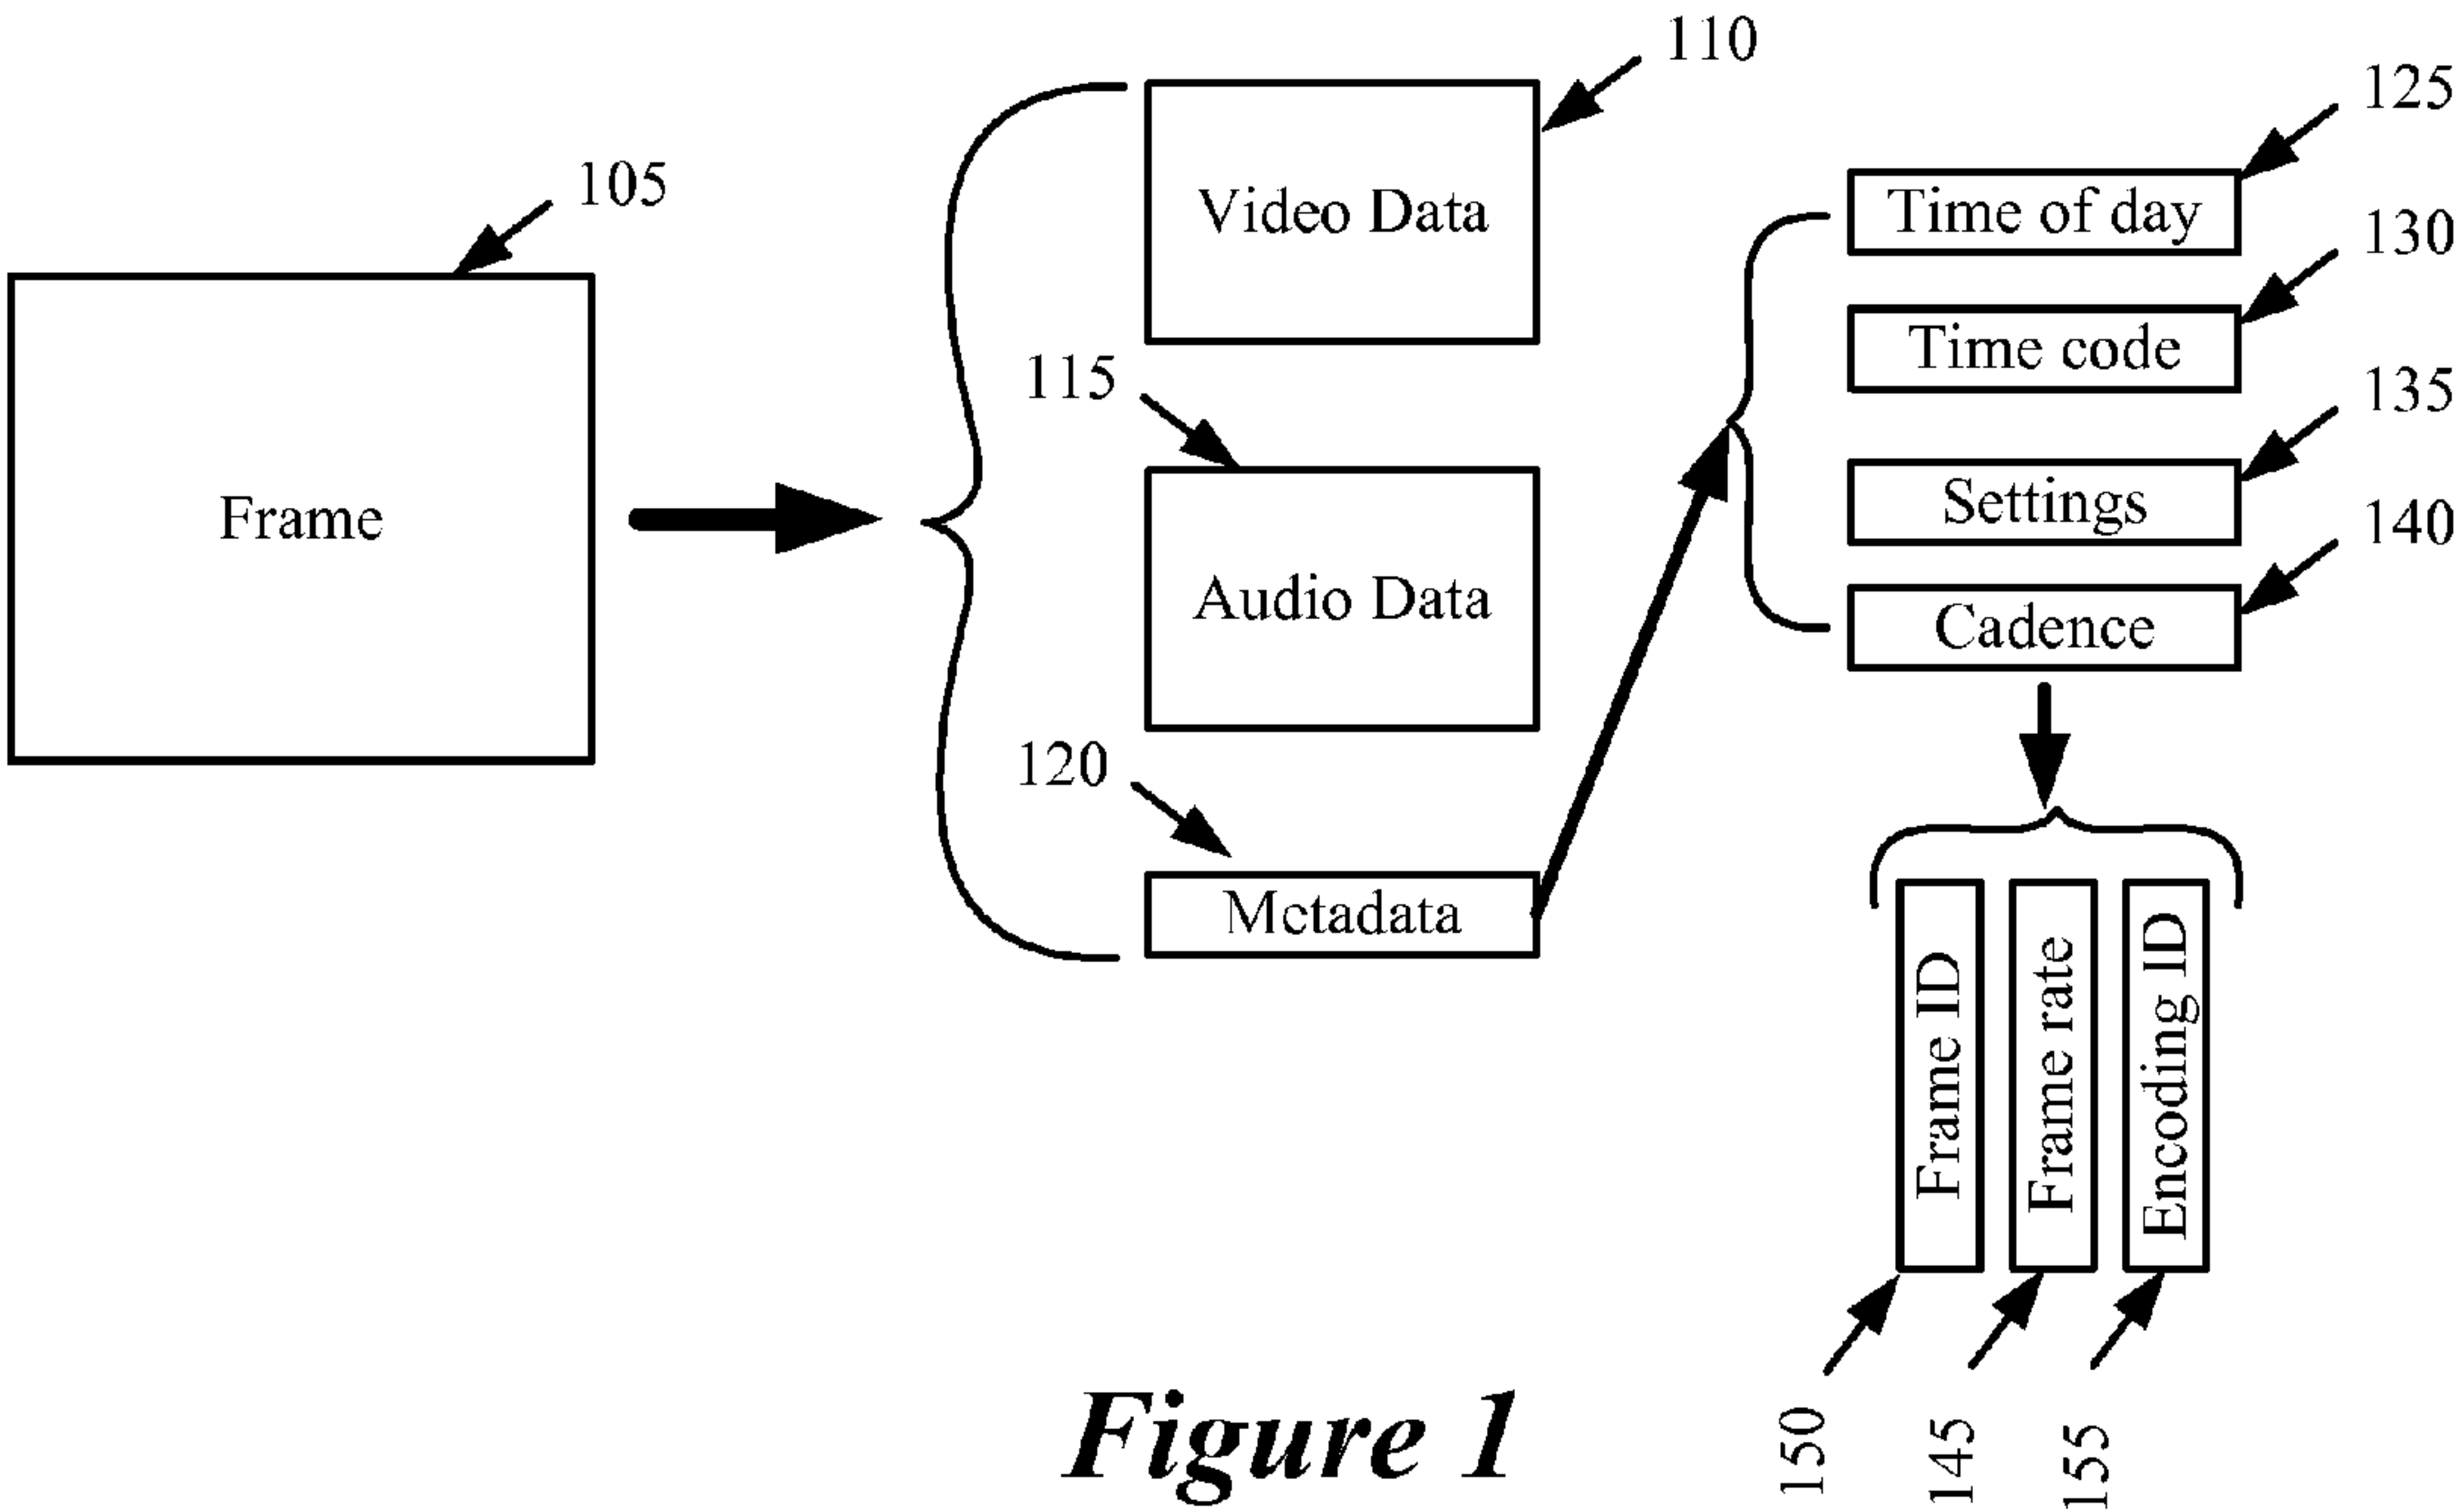 110
125
105
Video Data
Time of day
130
Time code
115
135
Settings
140
Frame
Audio Data
Cadence
120
Metadata
Frame ID
Frame rate
Encoding ID
150
145
155
Figure 1